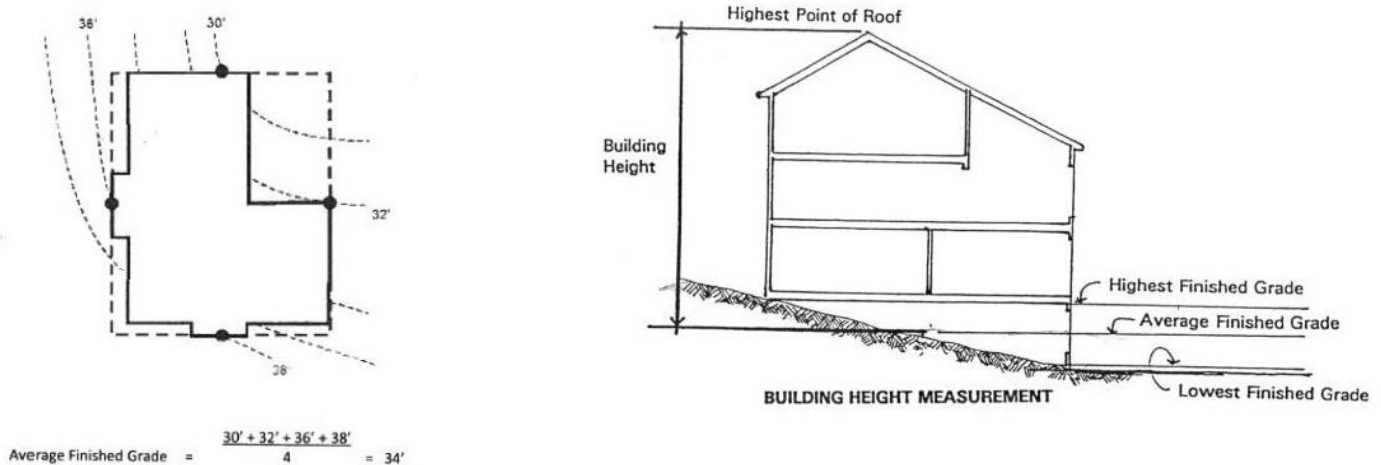 36'
30'
32'
38'
30' + 32' + 36' + 38'
Average Finished Grade = 4 = 34'
Highest Point of Roof
Building
Height
Highest Finished Grade
Average Finished Grade
Lowest Finished Grade
BUILDING HEIGHT MEASUREMENT